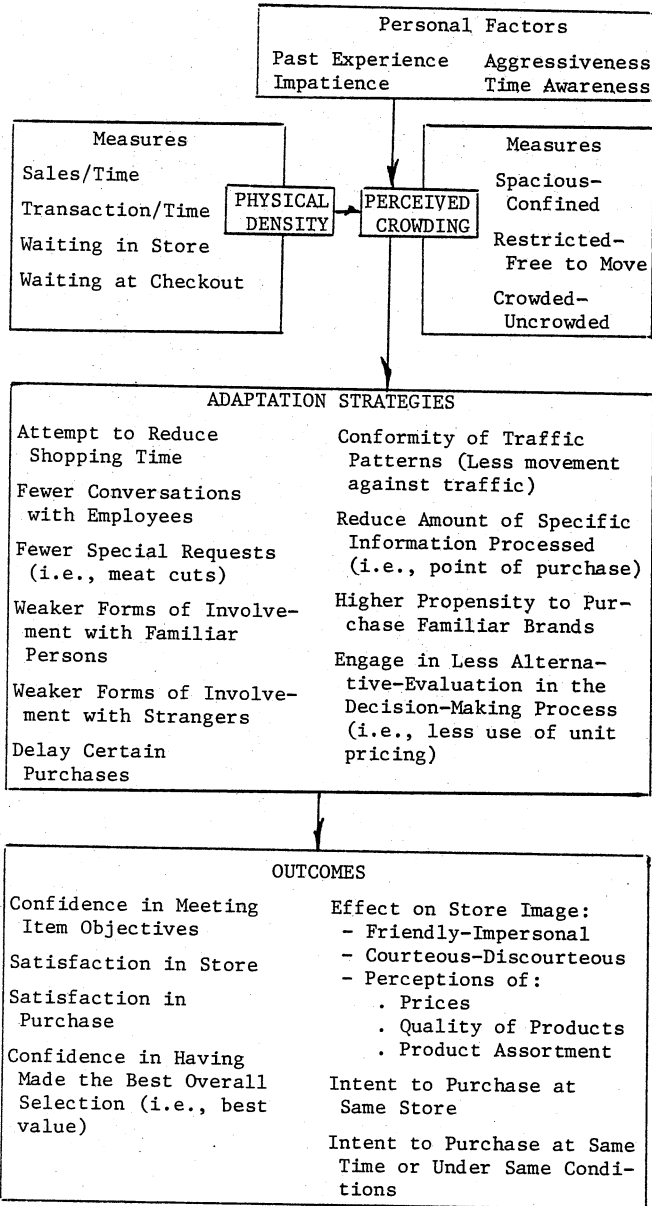 Personal Factors
Past Experience
Impatience
Aggressiveness
Time Awareness
Measures
Sales/Time
Transaction/Time
Waiting in Store
Waiting at Checkout
PHYSICAL
DENSITY
PERCEIVED
CROWDING
Measures
Spacious-
Confined
Restricted-
Free to Move
Crowded-
Uncrowded
ADAPTATION STRATEGIES
Attempt to Reduce
Shopping Time
Fewer Conversations
with Employees
Fewer Special Requests
(i.e., meat cuts)
Weaker Forms of Involve-
ment with Familiar
Persons
Weaker Forms of Involve-
ment with Strangers
Delay Certain
Purchases
Conformity of Traffic
Patterns (Less movement
against traffic)
Reduce Amount of Specific
Information Processed
(i.e., point of purchase)
Higher Propensity to Pur-
chase Familiar Brands
Engage in Less Alterna-
tive-Evaluation in the
Decision-Making Process
(i.e., less use of unit
pricing)
OUTCOMES
Confidence in Meeting
Item Objectives
Satisfaction in Store
Satisfaction in
Purchase
Confidence in Having
Made the Best Overall
Selection (i.e., best
value)
Effect on Store Image:
- Friendly-Impersonal
- Courteous-Discourteous
- Perceptions of:
. Prices
. Quality of Products
. Product Assortment
Intent to Purchase at
Same Store
Intent to Purchase at Same
Time or Under Same Condi-
tions